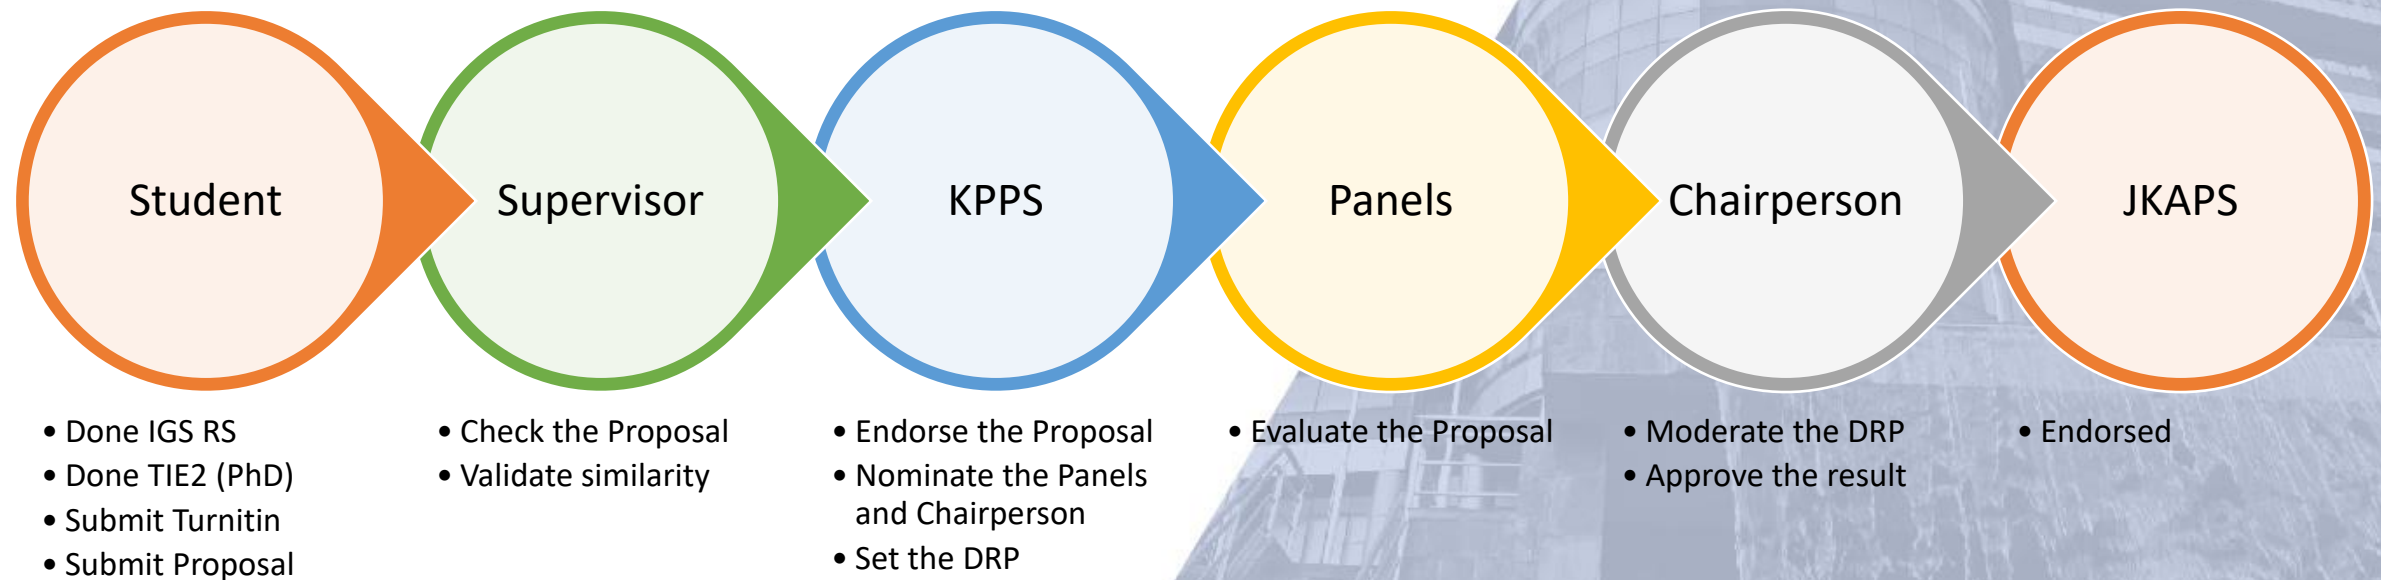 Student
Supervisor
KPPS
Panels
Chairperson
JKAPS
• Done IGS RS
• Done TIE2 (PhD)
• Submit Turnitin
• Submit Proposal
• Check the Proposal
• Validate similarity
• Endorse the Proposal
• Nominate the Panels
and Chairperson
• Set the DRP
• Evaluate the Proposal
• Moderate the DRP
• Approve the result
• Endorsed